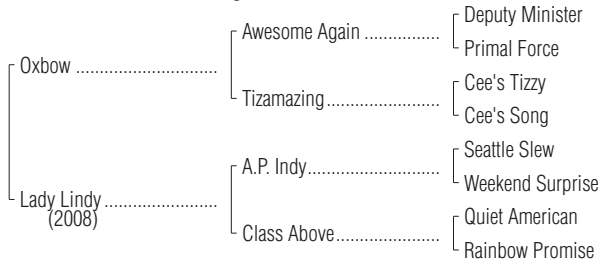 Deputy Minister
Awesome Again ................
Primal Force
Oxbow ..............................
Cee's Tizzy
Tizamazing........................
Cee's Song
Seattle Slew
A.P. Indy............................
Weekend Surprise
Lady Lindy ........................
(2008)
Quiet American
Class Above......................
Rainbow Promise